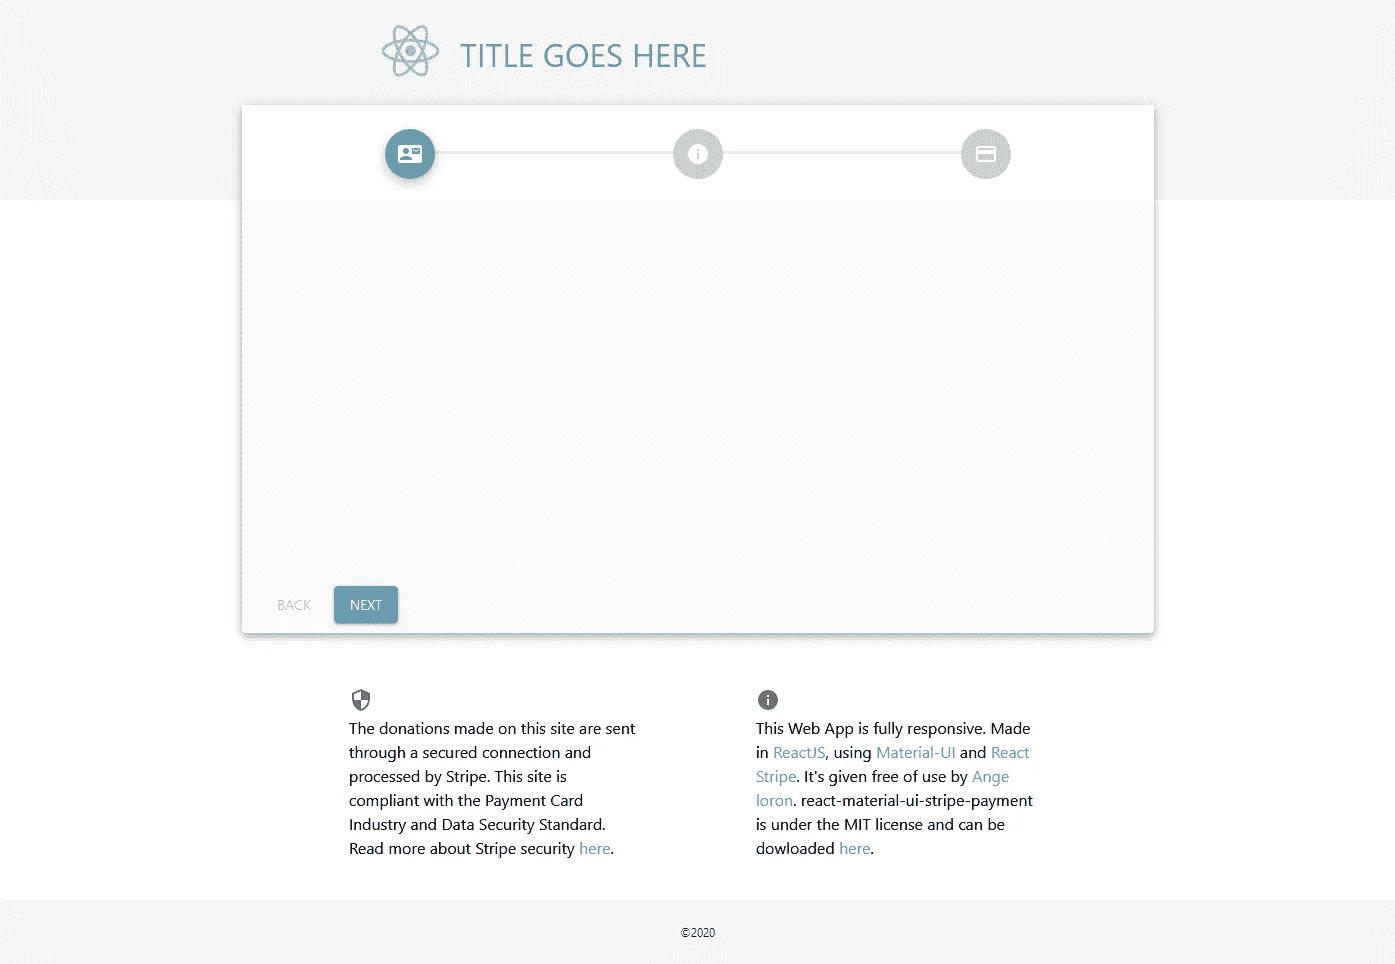 TITLE GOES HERE
BACK
NEXT
The donations made on this site are sent
through a secured connection and
processed by Stripe. This site is
compliant with the Payment Card
Industry and Data Security Standard.
Read more about Stripe security here.
This Web App is fully responsive. Made
in ReactJS, using Material-UI and React
Stripe. It's given free of use by Ange
loron. react-material-ui-stripe-payment
is under the MIT license and can be
dowloaded here.
©2020